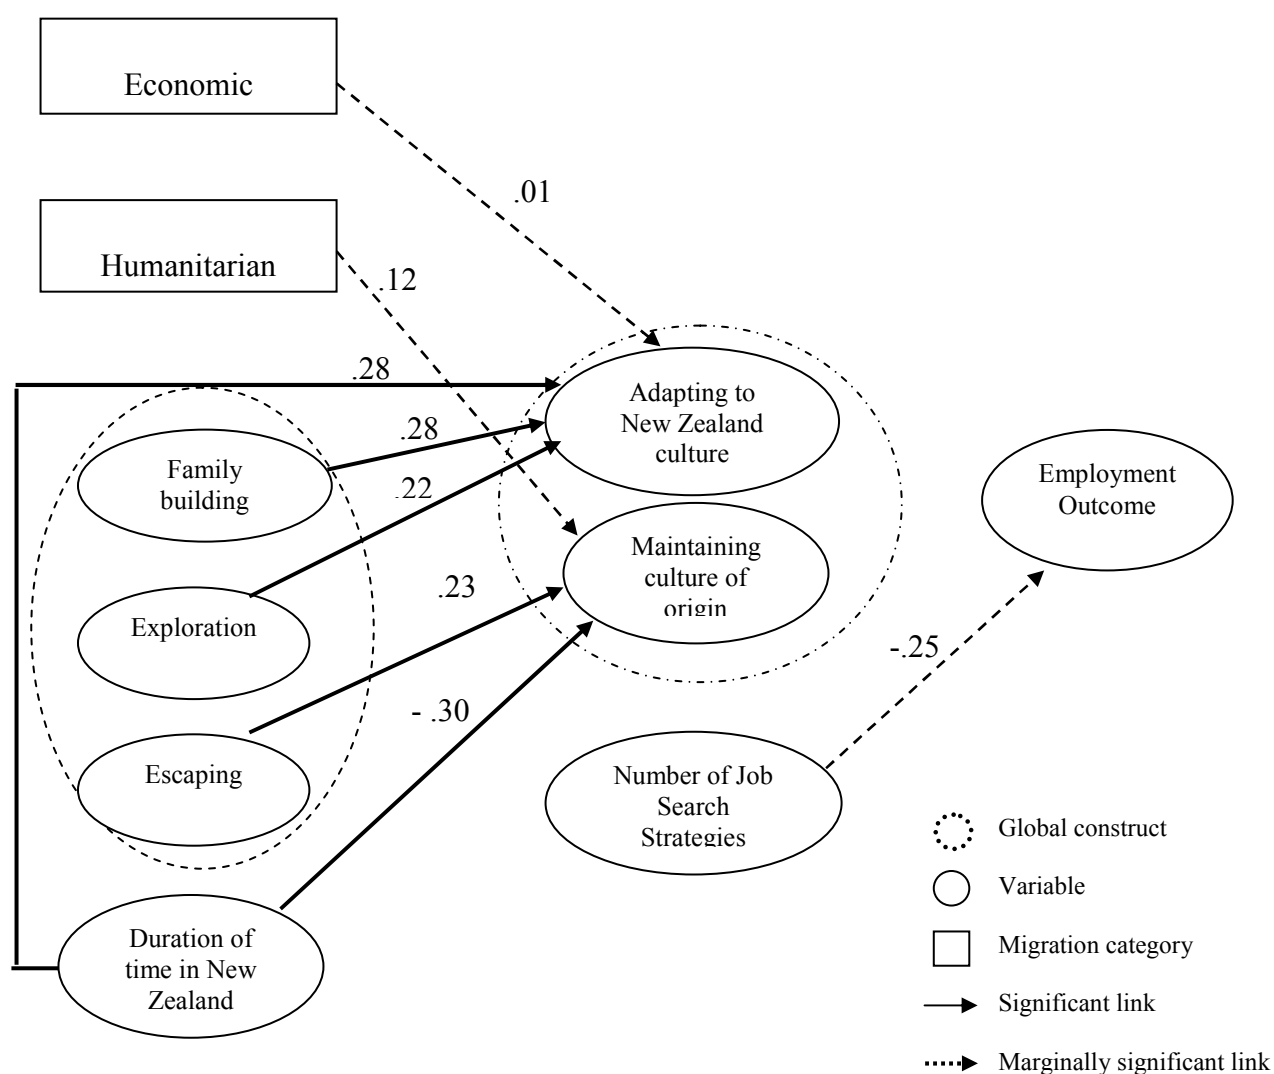 Economic
.01
Humanitarian
.12
.28
Adapting to
New Zealand
culture
.28
Family
building
.22
Employment
Outcome
Maintaining
culture of
origin
.23
Exploration
-.25
- .30
Escaping
Number of Job
Search
Strategies
Global construct
Variable
Duration of
time in New
Zealand
Migration category
Significant link
Marginally significant link